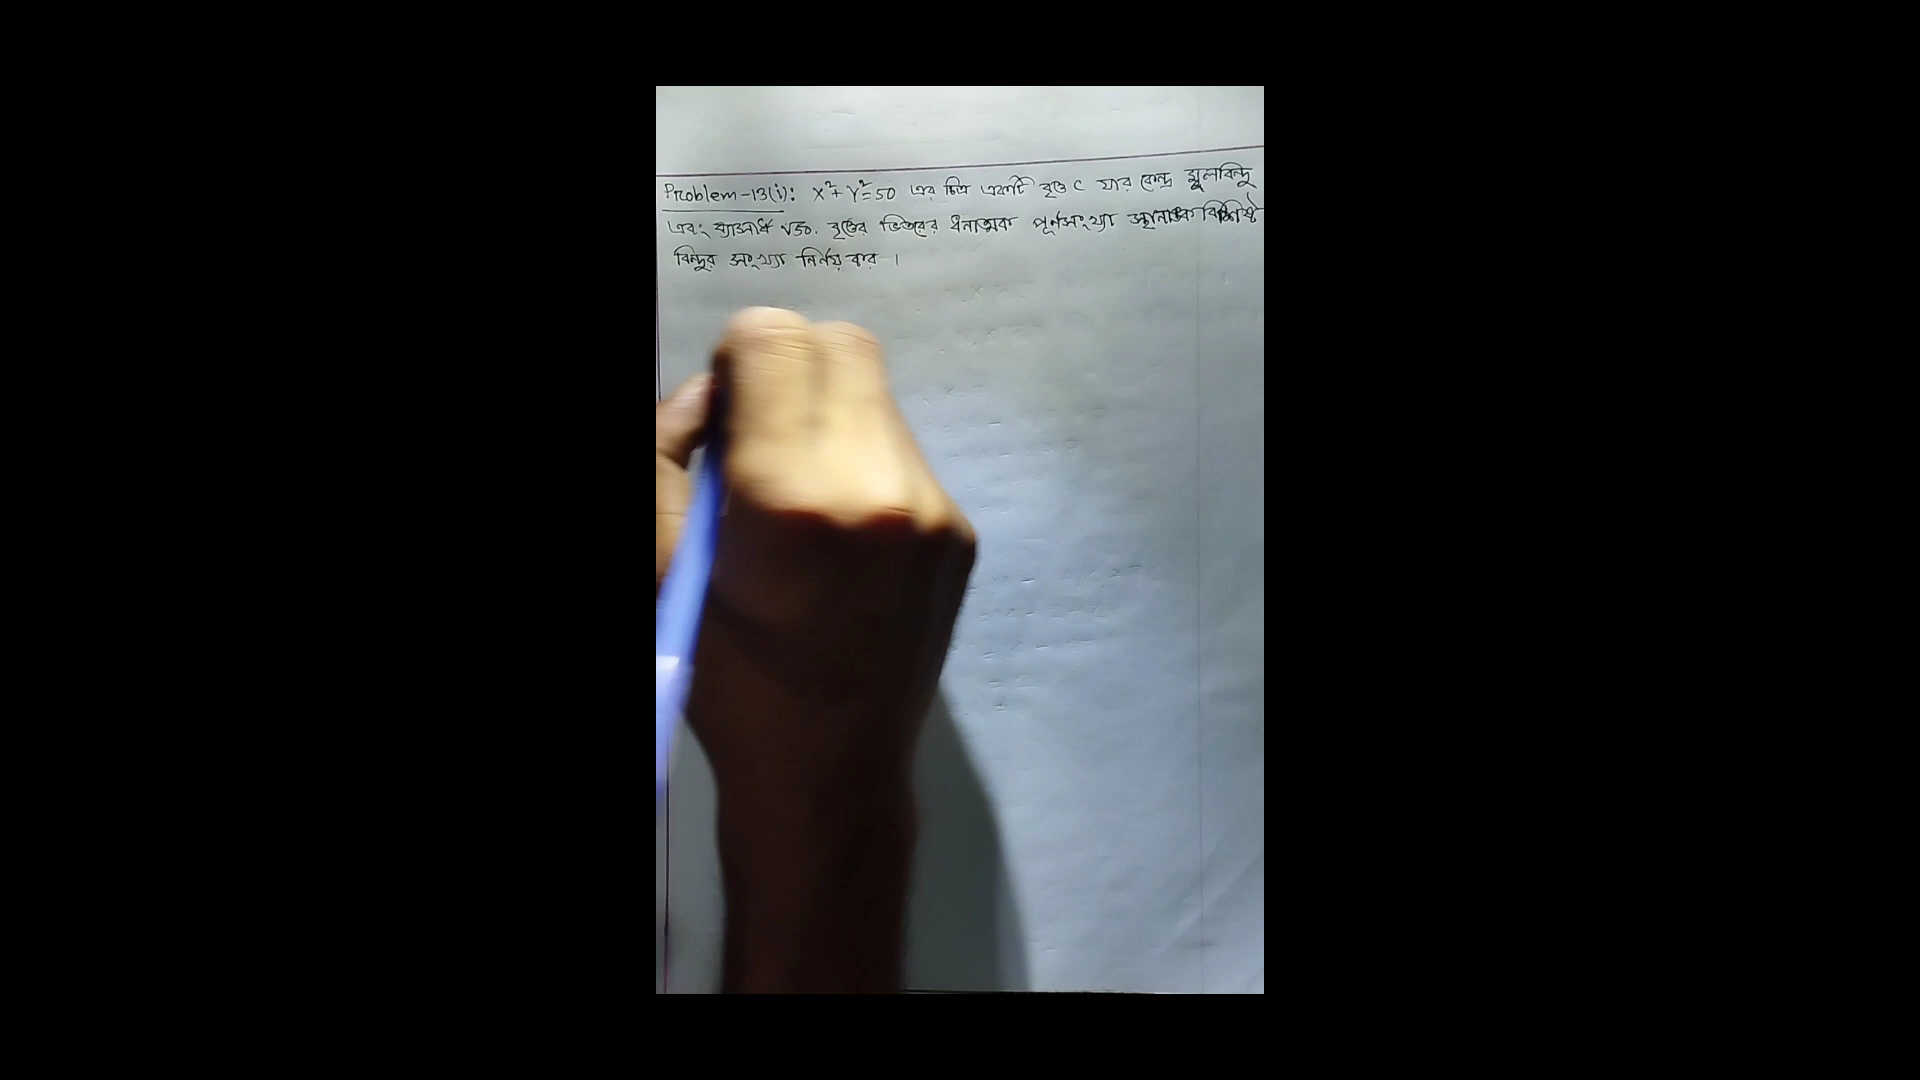 Problem-13(i): x²+y²=50 এর চিত্র একটি বৃত্ত C যার কেন্দ্র মূলবিন্দু
এবং ব্যাসার্ধ √50. বৃত্তের ভিতরের ধনাত্মক পূর্ণসংখ্যা স্থানাঙ্ক বিশিষ্ট
বিন্দুর সংখ্যা নির্ণয় কর ।